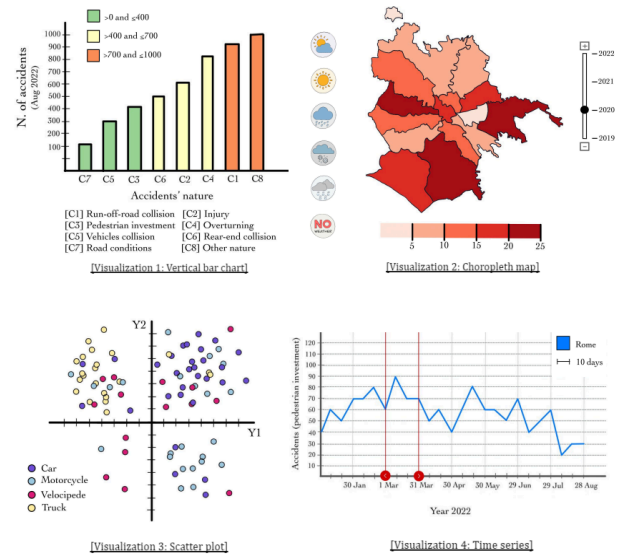 >0 and ≤400
>400 and ≤700
>700 and ≤1000
N. of accidents
(Aug 2022)
1000
900
800
700
600
500
400
300
200
100
C7 C5 C3 C6 C2 C4 C1 C8
Accidents' nature
[C1] Run-off-road collision [C2] Injury
[C3] Pedestrian investment [C4] Overturning
[C5] Vehicles collision [C6] Rear-end collision
[C7] Road conditions [C8] Other nature
[Visualization 1: Vertical bar chart]
NO
WEATHER
+
2022
2021
2020
2019
−
5 10 15 20 25
[Visualization 2: Choropleth map]
Y2
Y1
Car
Motorcycle
Velocipede
Truck
[Visualization 3: Scatter plot]
Accidents (pedestrian investment)
120
110
100
90
80
70
60
50
40
30
20
10
Rome
10 days
30 Jan 1 Mar 31 Mar 30 Apr 30 May 29 Jun 29 Jul 28 Aug
Year 2022
[Visualization 4: Time series]